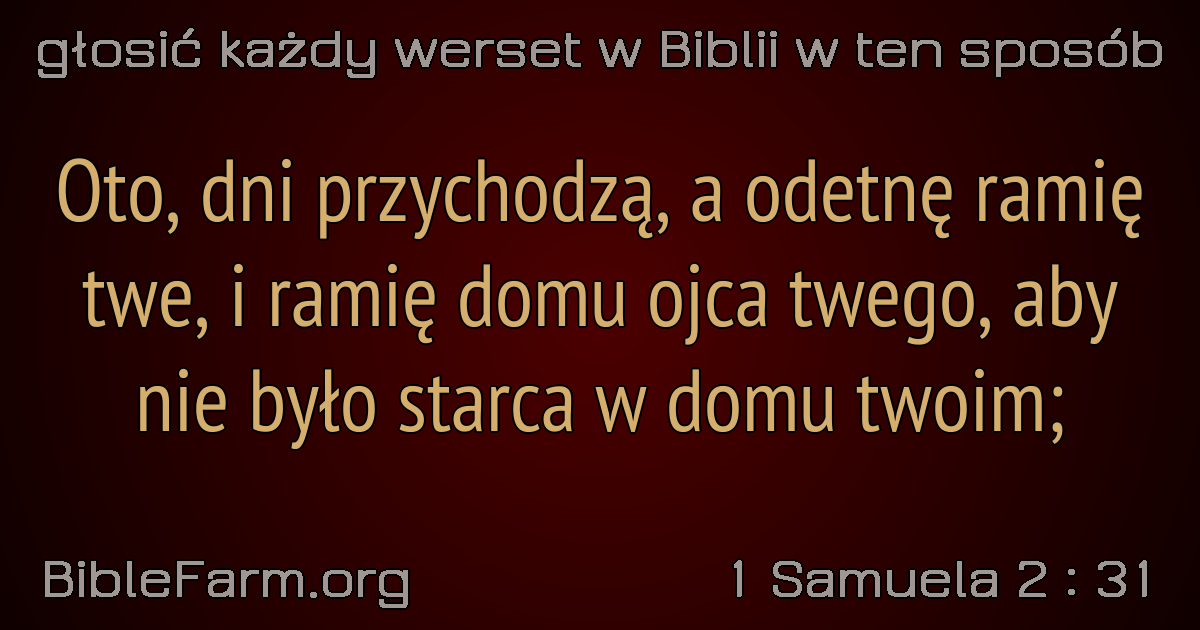 głosić każdy werset w Biblii w ten sposób
Oto, dni przychodzą, a odetnę ramię
twe, i ramię domu ojca twego, aby
nie było starca w domu twoim;
BibleFarm.org
1 Samuela 2 : 31